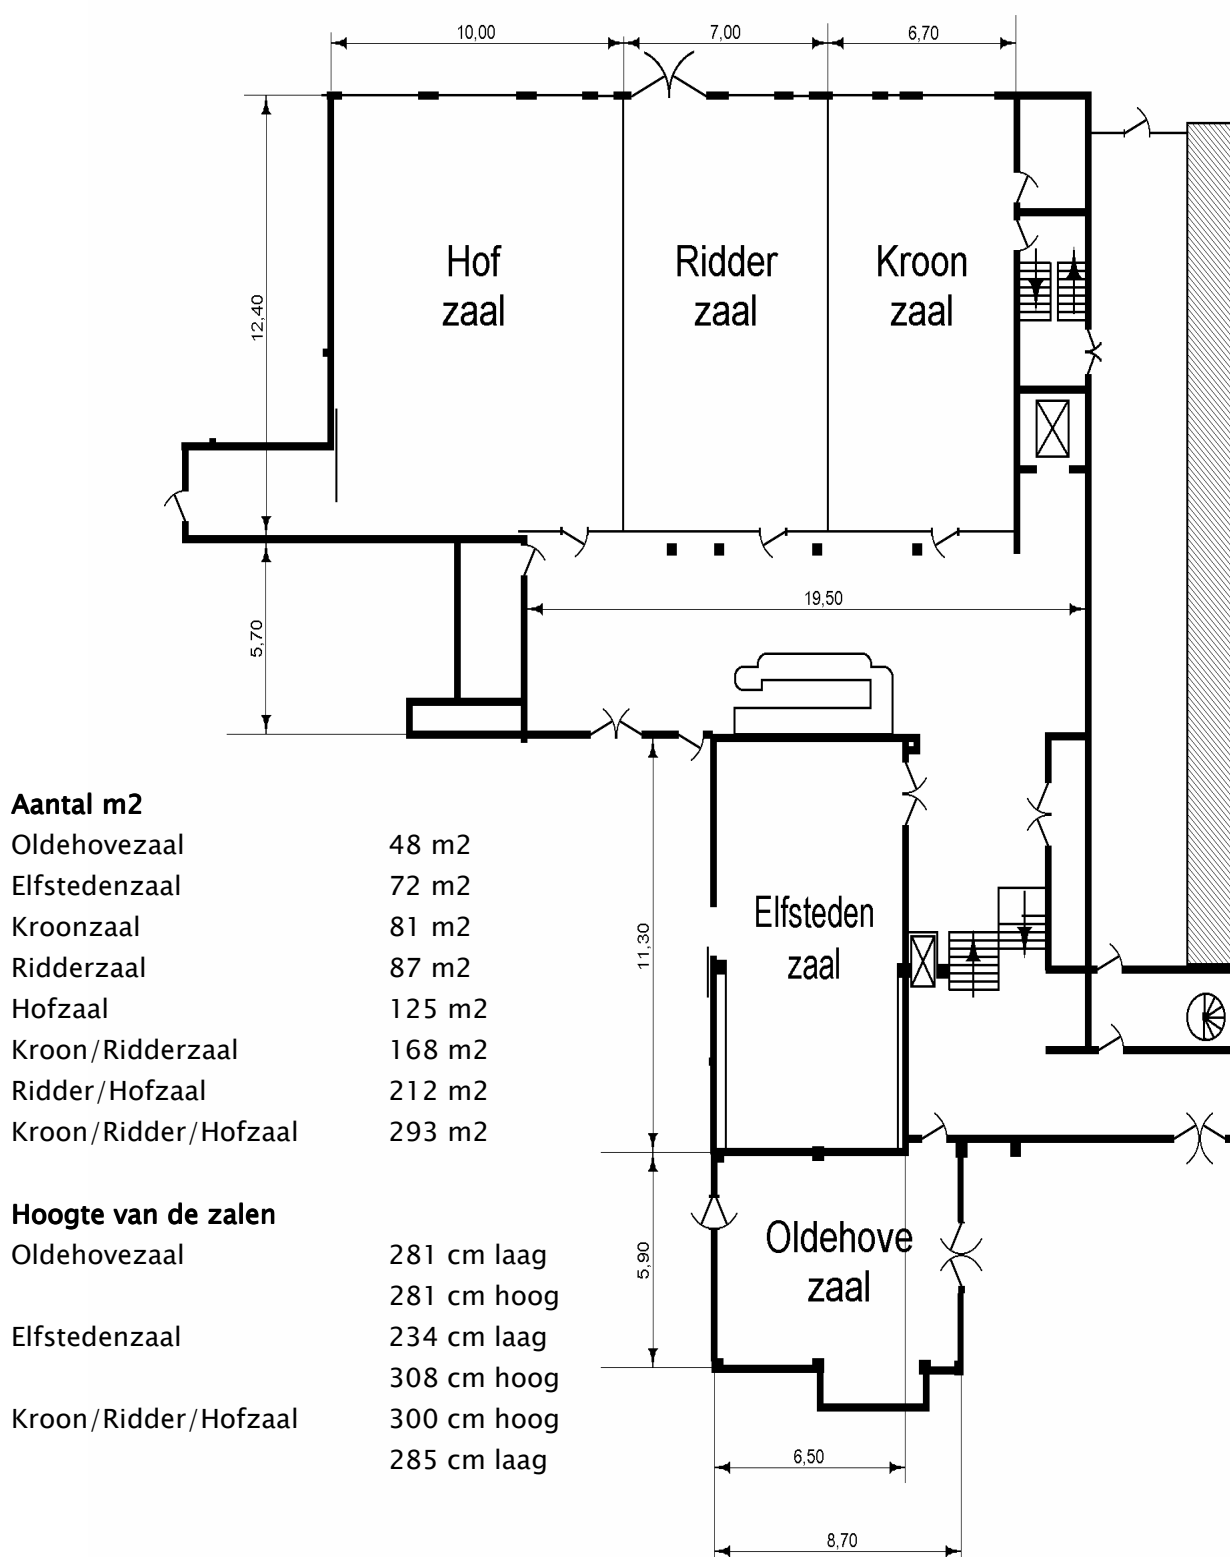 10,00 7,00 6,70
Hof
zaal
Ridder
zaal
Kroon
zaal
12,40
19,50
5,70
Aantal m2
Oldehovezaal 48 m2
Elfstedenzaal 72 m2
Kroonzaal 81 m2
Ridderzaal 87 m2
Hofzaal 125 m2
Kroon/Ridderzaal 168 m2
Ridder/Hofzaal 212 m2
Kroon/Ridder/Hofzaal 293 m2
Hoogte van de zalen
Oldehovezaal 281 cm laag
281 cm hoog
Elfstedenzaal 234 cm laag
308 cm hoog
Kroon/Ridder/Hofzaal 300 cm hoog
285 cm laag
11,30
Elfsteden
zaal
5,90
Oldehove
zaal
6,50
8,70